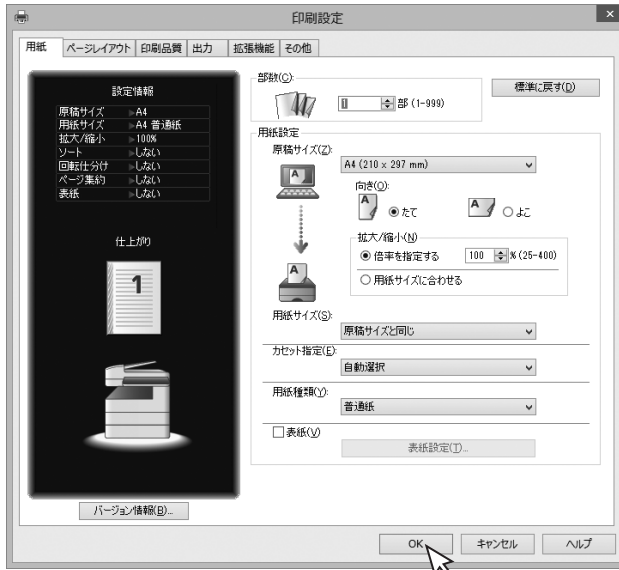 印刷設定
用紙 ページレイアウト 印刷品質 出力 拡張機能 その他
設定情報
原稿サイズ ▶A4
用紙サイズ ▶A4 普通紙
拡大/縮小 ▶100%
ソート ▶しない
回転仕分け ▶しない
ページ集約 ▶しない
表紙 ▶しない
仕上がり
1
バージョン情報(B)...
部数(C):
1 部 (1-999)
標準に戻す(D)
用紙設定
原稿サイズ(Z):
A4 (210 x 297 mm)
向き(O):
A たて A よこ
A
拡大/縮小(N)
倍率を指定する 100 % (25-400)
用紙サイズに合わせる
A
用紙サイズ(S):
原稿サイズと同じ
カセット指定(E):
自動選択
用紙種類(Y):
普通紙
表紙(V)
表紙設定(T)...
OK キャンセル ヘルプ